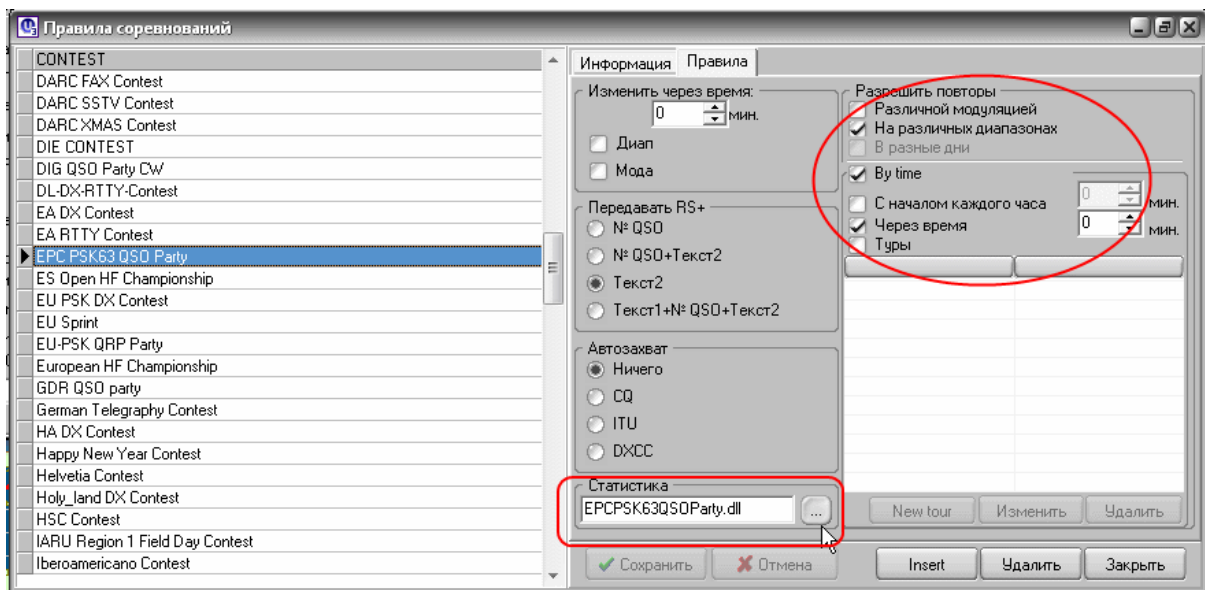 Правила соревнований
CONTEST
DARC FAX Contest
DARC SSTV Contest
DARC XMAS Contest
DIE CONTEST
DIG QSO Party CW
DL-DX-RTTY-Contest
EA DX Contest
EA RTTY Contest
EPC PSK63 QSO Party
ES Open HF Championship
EU PSK DX Contest
EU Sprint
EU-PSK QRP Party
European HF Championship
GDR QSO party
German Telegraphy Contest
HA DX Contest
Happy New Year Contest
Helvetia Contest
Holy_land DX Contest
HSC Contest
IARU Region 1 Field Day Contest
Iberoamericano Contest
Информация Правила
Изменить через время:
0 мин.
Диап
Мода
Передавать RS+
№ QSO
№ QSO+Текст2
Текст2
Текст1+№ QSO+Текст2
Автозахват
Ничего
CQ
ITU
DXCC
Статистика
EPCPSK63QSOParty.dll ...
Разрешить повторы
Различной модуляцией
На различных диапазонах
В разные дни
By time
С началом каждого часа 0 мин.
Через время 0 мин.
Туры
New tour Изменить Удалить
Сохранить Отмена Insert Удалить Закрыть